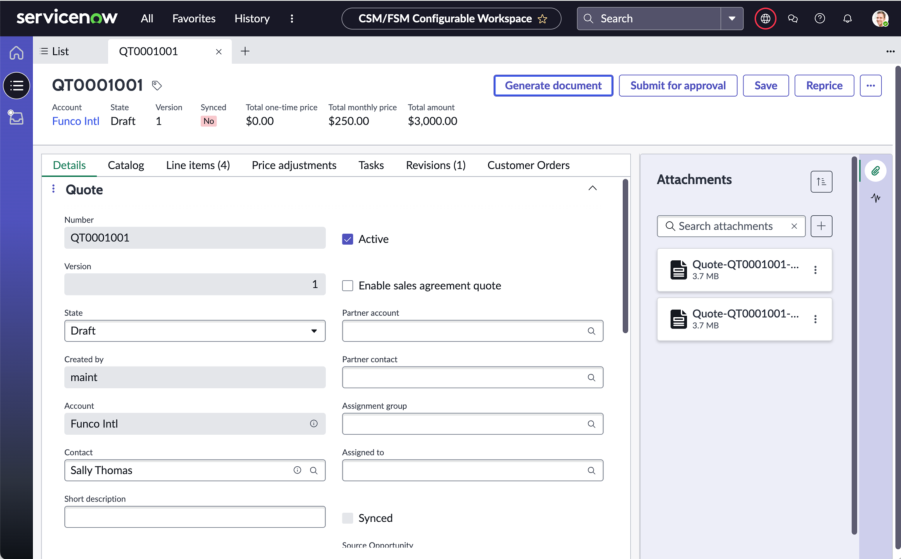 servicenow All Favorites History CSM/FSM Configurable Workspace Search
List QT0001001
QT0001001
Generate document Submit for approval Save Reprice
Account State Version Synced Total one-time price Total monthly price Total amount
Funco Intl Draft 1 No $0.00 $250.00 $3,000.00
Details Catalog Line items (4) Price adjustments Tasks Revisions (1) Customer Orders
Quote
Number
QT0001001
Active
Version
1
Enable sales agreement quote
State
Draft
Partner account
Created by
maint
Partner contact
Account
Funco Intl
Assignment group
Contact
Sally Thomas
Assigned to
Short description
Synced
Source Opportunity
Attachments
Search attachments
Quote-QT0001001-...
3.7 MB
Quote-QT0001001-...
3.7 MB